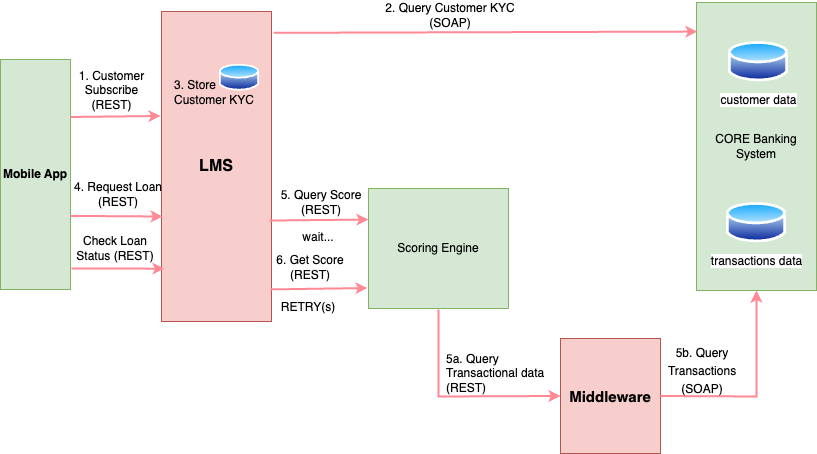 2. Query Customer KYC
(SOAP)
1. Customer
Subscribe
(REST)
3. Store
Customer KYC
customer data
CORE Banking
System
LMS
Mobile App
4. Request Loan
(REST)
5. Query Score
(REST)
wait...
Check Loan
Status (REST)
6. Get Score
(REST)
RETRY(s)
Scoring Engine
transactions data
5a. Query
Transactional data
(REST)
Middleware
5b. Query
Transactions
(SOAP)